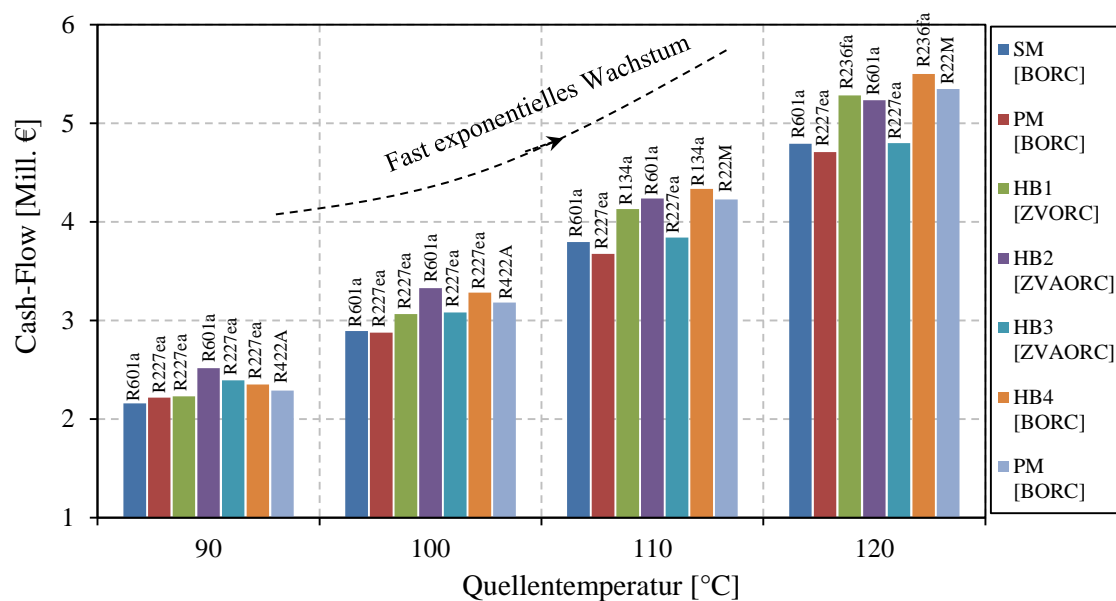 Cash-Flow [Mill. €]
6
5
4
3
2
1
Fast exponentielles Wachstum
R601a
R227ea
R227ea
R601a
R227ea
R227ea
R422A
R601a
R227ea
R227ea
R601a
R227ea
R227ea
R422A
R601a
R227ea
R134a
R601a
R227ea
R134a
R22M
R601a
R227ea
R236fa
R601a
R227ea
R236fa
R22M
90
100
110
120
Quellentemperatur [°C]
SM
[BORC]
PM
[BORC]
HB1
[ZVORC]
HB2
[ZVAORC]
HB3
[ZVAORC]
HB4
[BORC]
PM
[BORC]